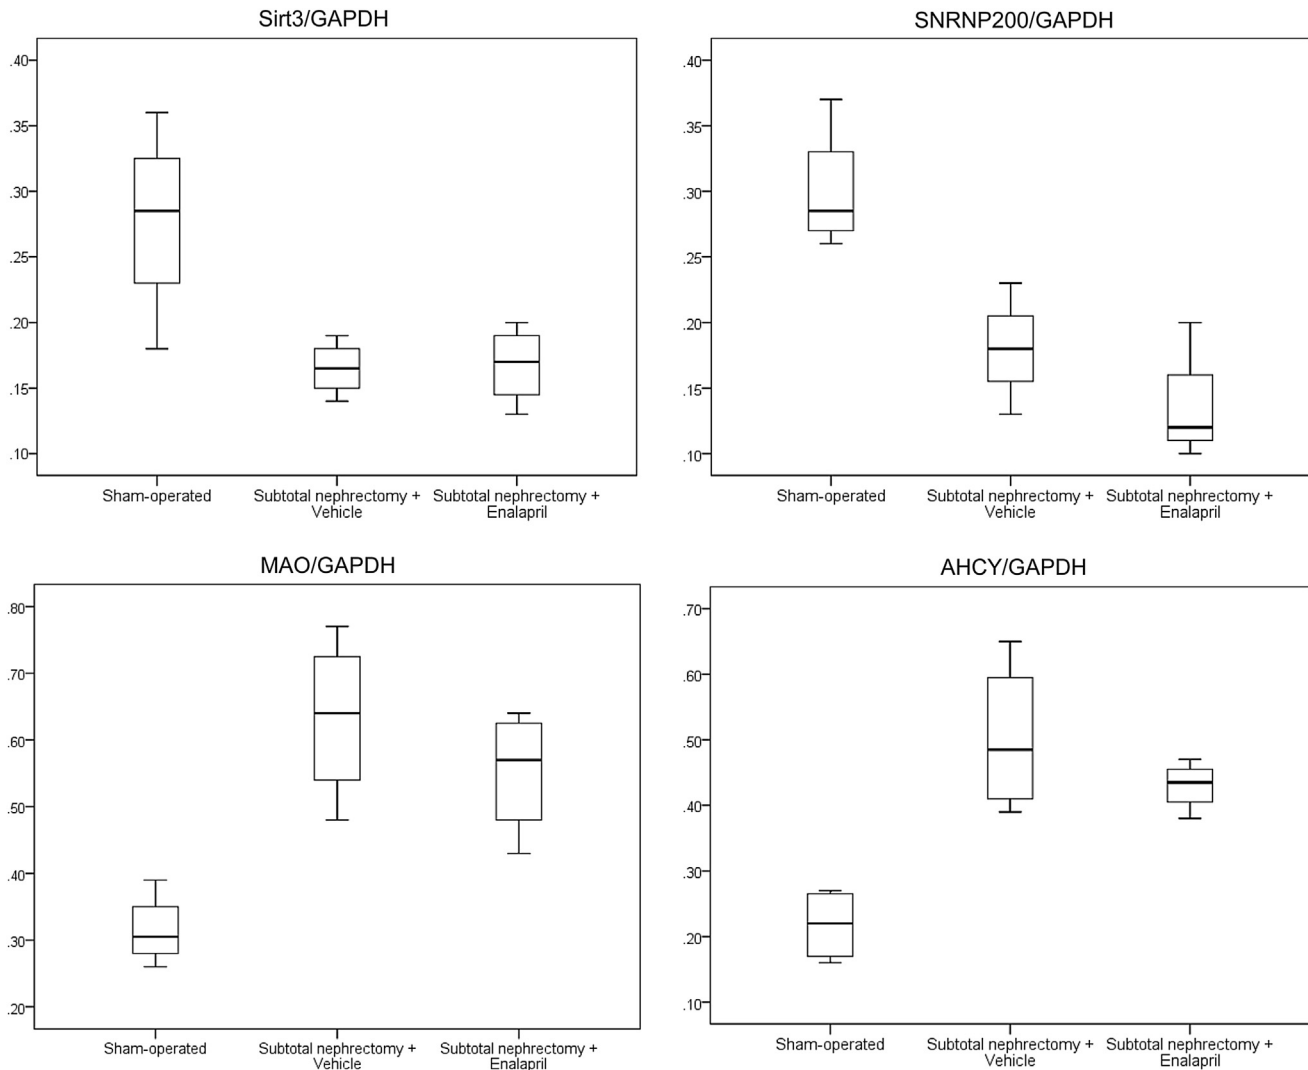 Sirt3/GAPDH
.40
.35
.30
.25
.20
.15
.10
Sham-operated
Subtotal nephrectomy +
Vehicle
Subtotal nephrectomy +
Enalapril
SNRNP200/GAPDH
.40
.35
.30
.25
.20
.15
.10
Sham-operated
Subtotal nephrectomy +
Vehicle
Subtotal nephrectomy +
Enalapril
MAO/GAPDH
.80
.70
.60
.50
.40
.30
.20
Sham-operated
Subtotal nephrectomy +
Vehicle
Subtotal nephrectomy +
Enalapril
AHCY/GAPDH
.70
.60
.50
.40
.30
.20
.10
Sham-operated
Subtotal nephrectomy +
Vehicle
Subtotal nephrectomy +
Enalapril